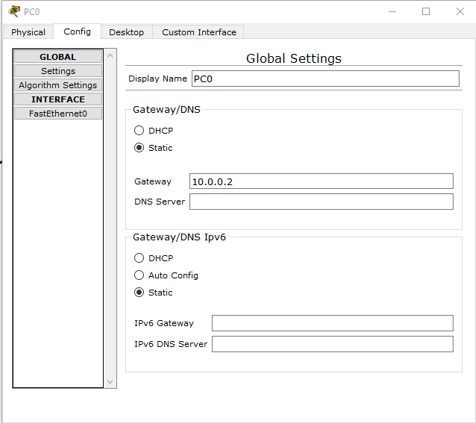 PC0
Physical Config Desktop Custom Interface
GLOBAL
Settings
Algorithm Settings
INTERFACE
FastEthernet0
Global Settings
Display Name PC0
Gateway/DNS
DHCP
Static
Gateway 10.0.0.2
DNS Server
Gateway/DNS Ipv6
DHCP
Auto Config
Static
IPv6 Gateway
IPv6 DNS Server